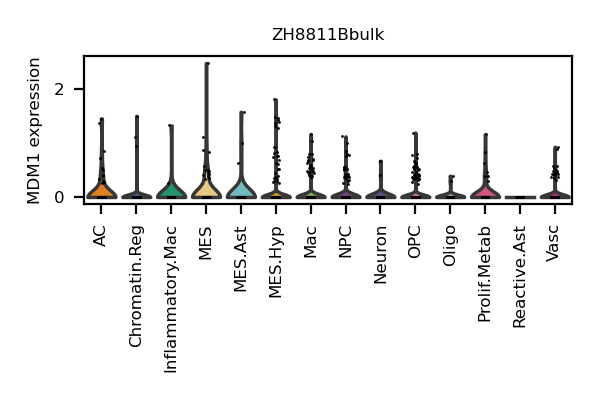 ZH8811Bbulk
MDM1 expression
2
0
AC
Chromatin.Reg
Inflammatory.Mac
MES
MES.Ast
MES.Hyp
Mac
NPC
Neuron
OPC
Oligo
Prolif.Metab
Reactive.Ast
Vasc